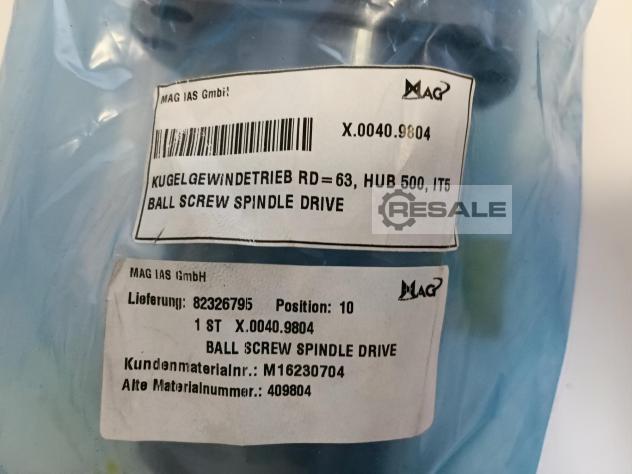 MAG IAS GmbH
MAG
X.0040.9804
KUGELGEWINDETRIEB RD=63, HUB 500, IT5
BALL SCREW SPINDLE DRIVE
RESALE
MAG IAS GmbH
MAG
Lieferung: 82326795 Position: 10
1 ST X.0040.9804
BALL SCREW SPINDLE DRIVE
Kundenmaterialnr.: M16230704
Alte Materialnummer.: 409804